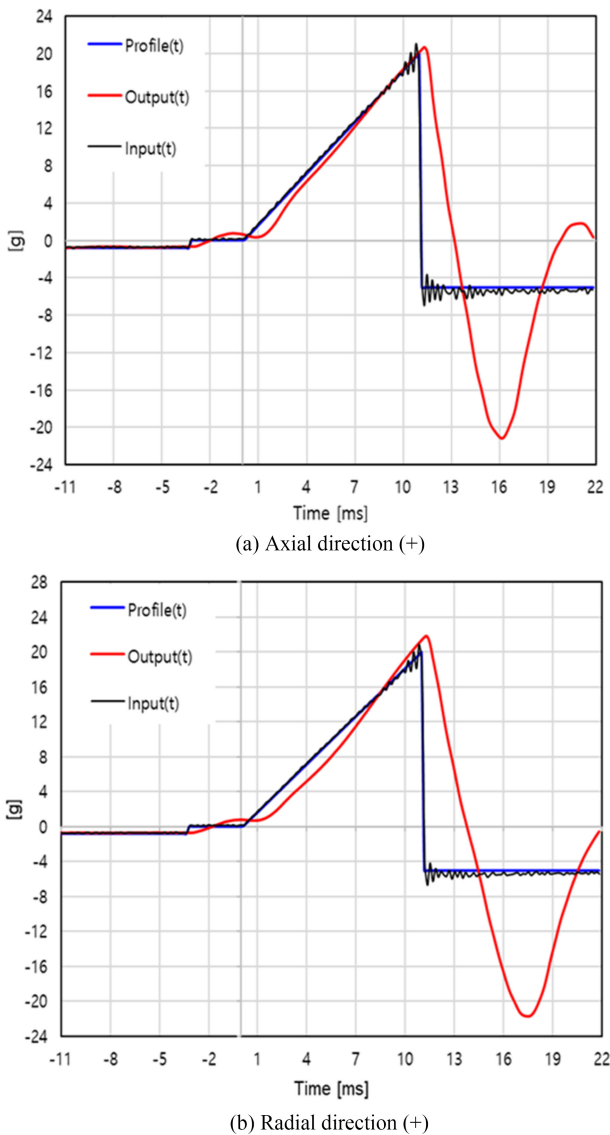 24
20
16
12
8
4
0
-4
-8
-12
-16
-20
-24
[g]
Profile(t)
Output(t)
Input(t)
-11 -8 -5 -2 1 4 7 10 13 16 19 22
Time [ms]
(a) Axial direction (+)
28
24
20
16
12
8
4
0
-4
-8
-12
-16
-20
-24
[g]
Profile(t)
Output(t)
Input(t)
-11 -8 -5 -2 1 4 7 10 13 16 19 22
Time [ms]
(b) Radial direction (+)